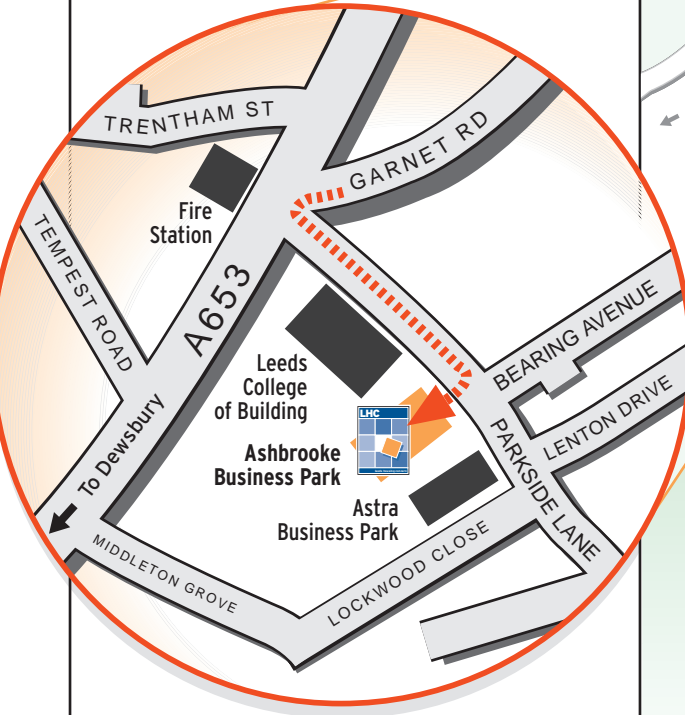 TRENTHAM ST
GARNET RD
Fire
Station
TEMPEST ROAD
A653
BEARING AVENUE
Leeds
College
of Building
LENTON DRIVE
LHC
To Dewsbury
Ashbrooke
Business Park
PARKSIDE LANE
Astra
Business Park
MIDDLETON GROVE
LOCKWOOD CLOSE